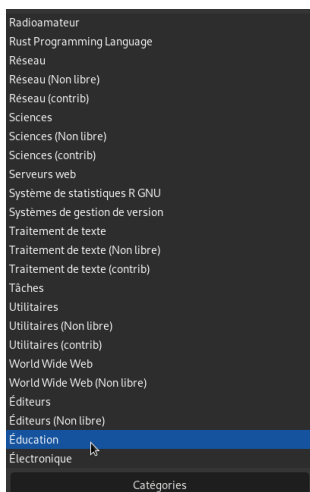 Radioamateur
Rust Programming Language
Réseau
Réseau (Non libre)
Réseau (contrib)
Sciences
Sciences (Non libre)
Sciences (contrib)
Serveurs web
Système de statistiques R GNU
Systèmes de gestion de version
Traitement de texte
Traitement de texte (Non libre)
Traitement de texte (contrib)
Tâches
Utilitaires
Utilitaires (Non libre)
Utilitaires (contrib)
World Wide Web
World Wide Web (Non libre)
Éditeurs
Éditeurs (Non libre)
Éducation
Électronique
Catégories